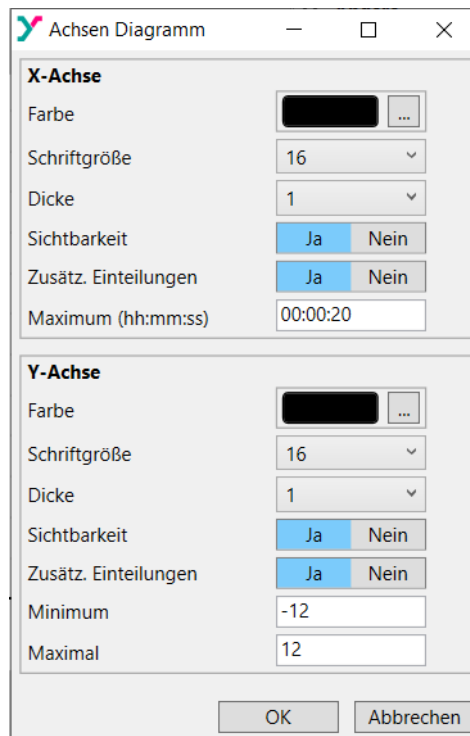 Achsen Diagramm
X-Achse
Farbe ...
Schriftgröße 16
Dicke 1
Sichtbarkeit Ja Nein
Zusätz. Einteilungen Ja Nein
Maximum (hh:mm:ss) 00:00:20
Y-Achse
Farbe ...
Schriftgröße 16
Dicke 1
Sichtbarkeit Ja Nein
Zusätz. Einteilungen Ja Nein
Minimum -12
Maximal 12
OK Abbrechen